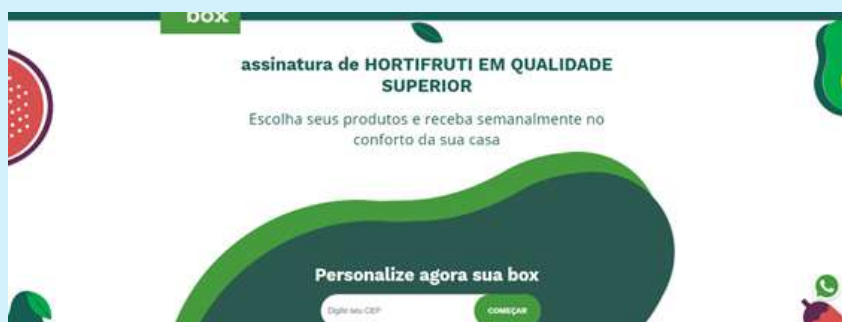 box
assinatura de HORTIFRUTI EM QUALIDADE
SUPERIOR
Escolha seus produtos e receba semanalmente no
conforto da sua casa
Personalize agora sua box
Digite seu CEP
COMEÇAR